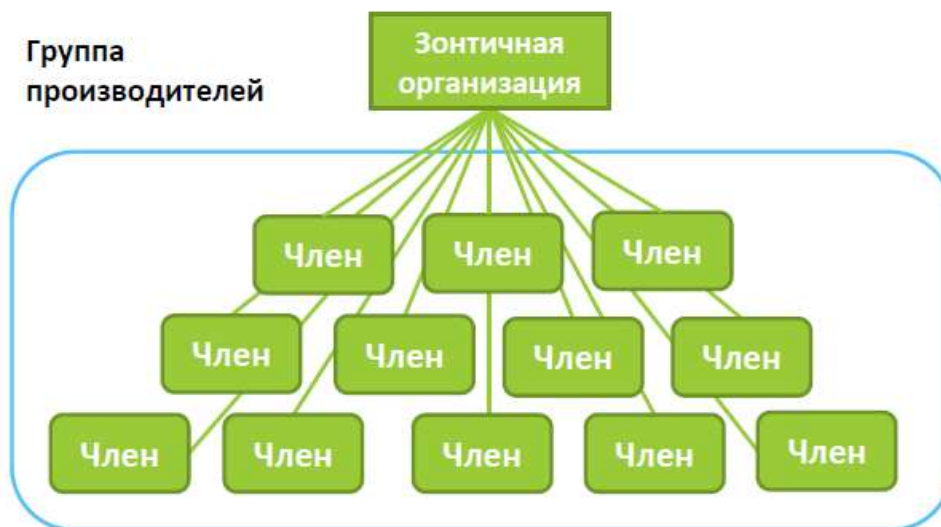 Группа
производителей
Зонтичная
организация
Член
Член
Член
Член
Член
Член
Член
Член
Член
Член
Член
Член